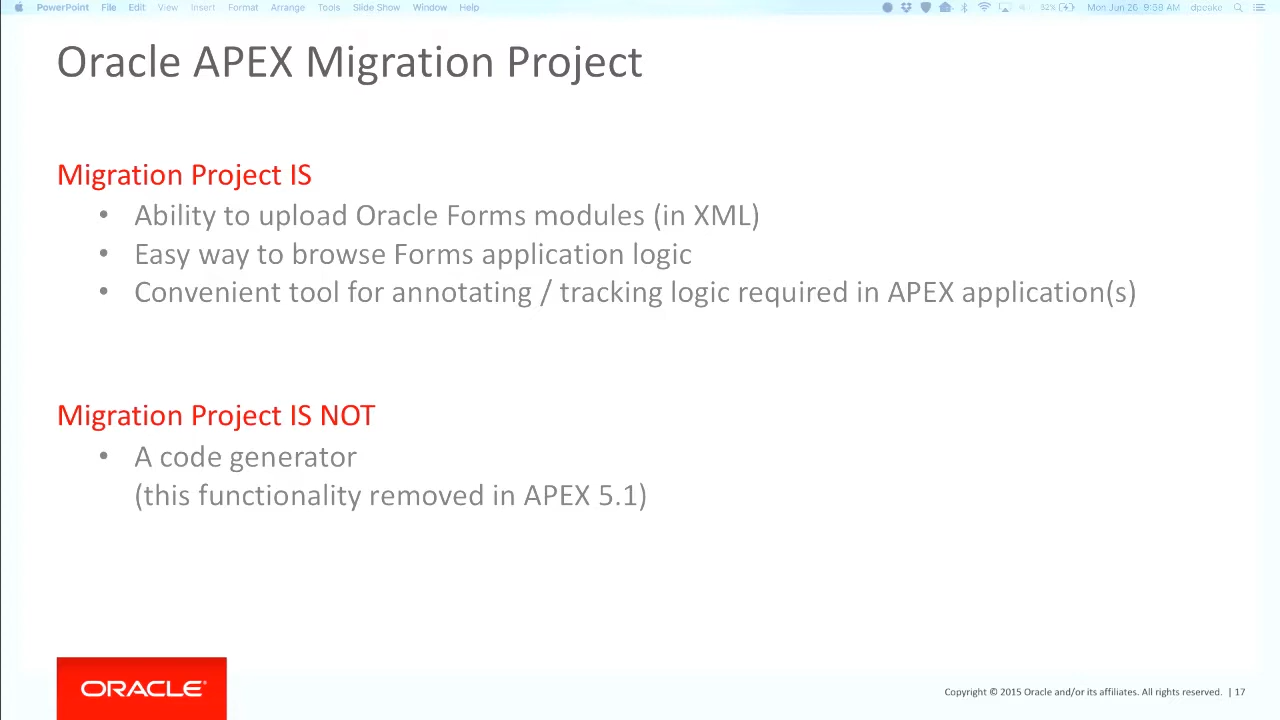 PowerPoint File Edit View Insert Format Arrange Tools Slide Show Window Help 92% Mon Jun 26 9:58 AM dpeake
Oracle APEX Migration Project
Migration Project IS
• Ability to upload Oracle Forms modules (in XML)
• Easy way to browse Forms application logic
• Convenient tool for annotating / tracking logic required in APEX application(s)
Migration Project IS NOT
• A code generator
(this functionality removed in APEX 5.1)
ORACLE®
Copyright © 2015 Oracle and/or its affiliates. All rights reserved. | 17